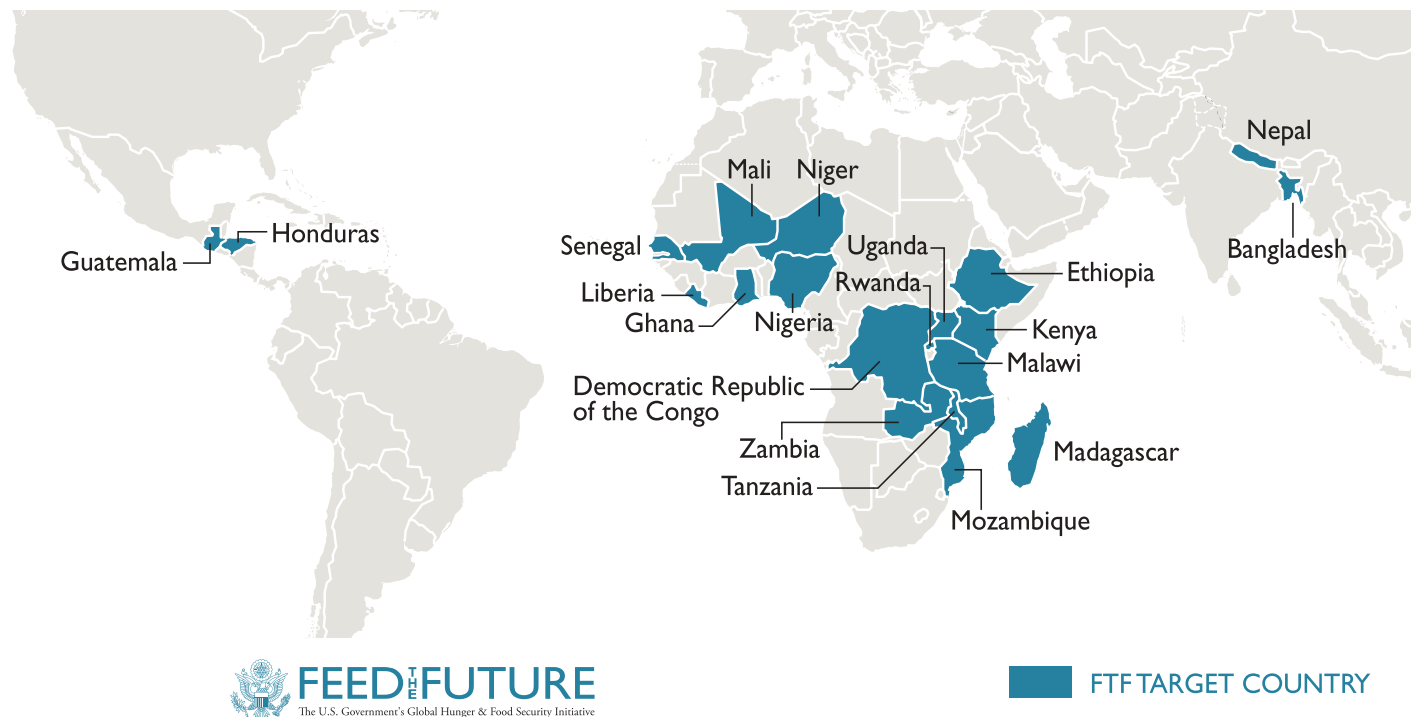 Nepal
Mali
Niger
Honduras
Guatemala
Senegal
Uganda
Bangladesh
Ethiopia
Rwanda
Liberia
Ghana
Nigeria
Kenya
Malawi
Democratic Republic
of the Congo
Zambia
Madagascar
Tanzania
Mozambique
FEED THE FUTURE
The U.S. Government's Global Hunger & Food Security Initiative
FTF TARGET COUNTRY